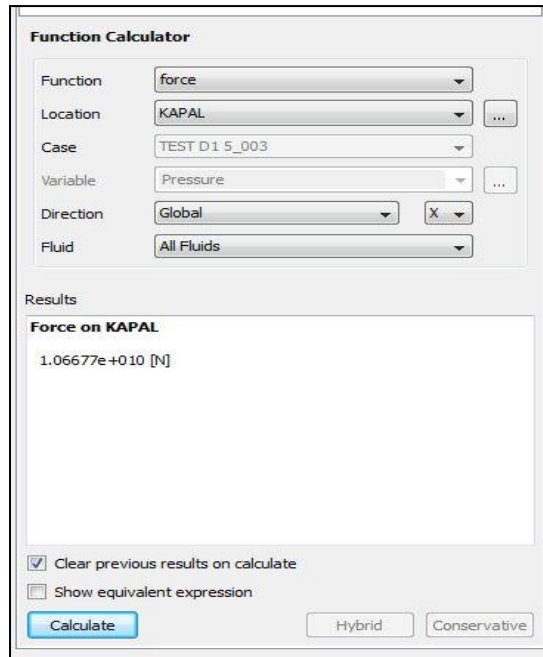 Function Calculator
Function force
Location KAPAL ...
Case TEST D1 5_003
Variable Pressure ...
Direction Global X
Fluid All Fluids
Results
Force on KAPAL
1.06677e+010 [N]
Clear previous results on calculate
Show equivalent expression
Calculate Hybrid Conservative